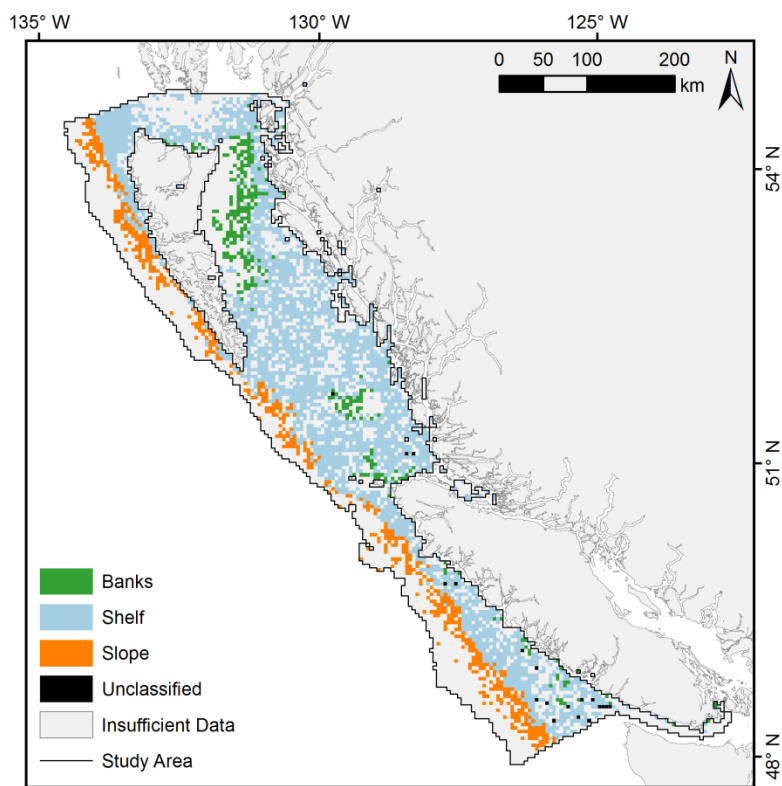 135° W 130° W 125° W
0 50 100 200
km
N
54° N
51° N
48° N
Banks
Shelf
Slope
Unclassified
Insufficient Data
Study Area